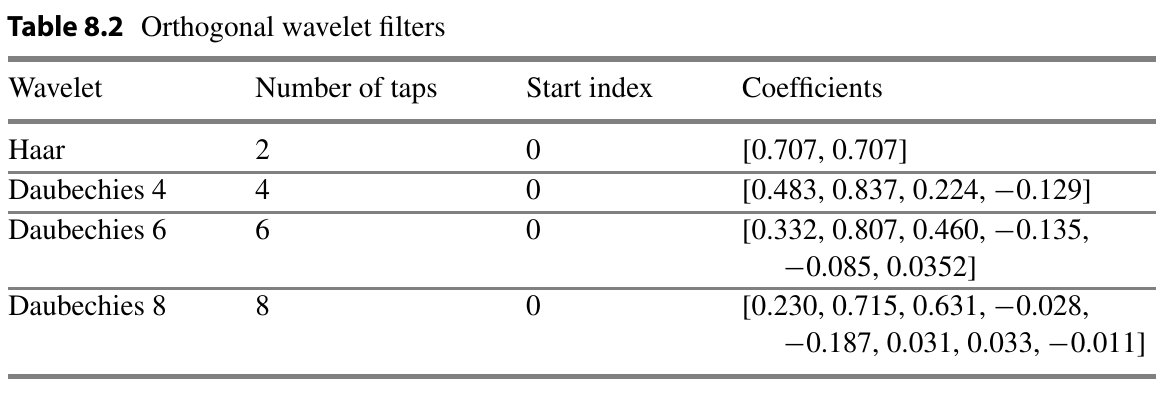 Table 8.2 Orthogonal wavelet filters
Wavelet Number of taps Start index Coefficients
Haar 2 0 [0.707, 0.707]
Daubechies 4 4 0 [0.483, 0.837, 0.224, −0.129]
Daubechies 6 6 0 [0.332, 0.807, 0.460, −0.135,
−0.085, 0.0352]
Daubechies 8 8 0 [0.230, 0.715, 0.631, −0.028,
−0.187, 0.031, 0.033, −0.011]